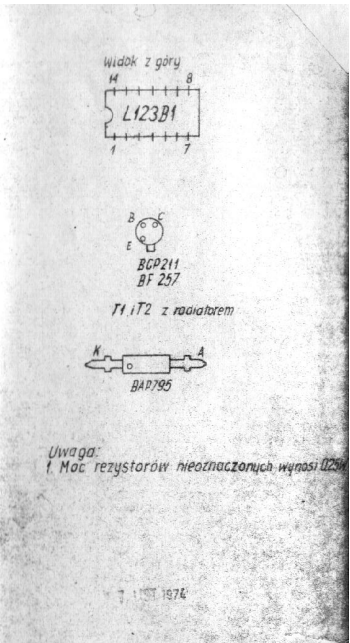 Widok z góry
14 8
L123B1
1 7
B C
E
BCP211
BF 257
T1 i T2 z radiatorem
K A
BAP795
Uwaga:
1. Moc rezystorów nieoznaczonych wynosi 0,25W
1974